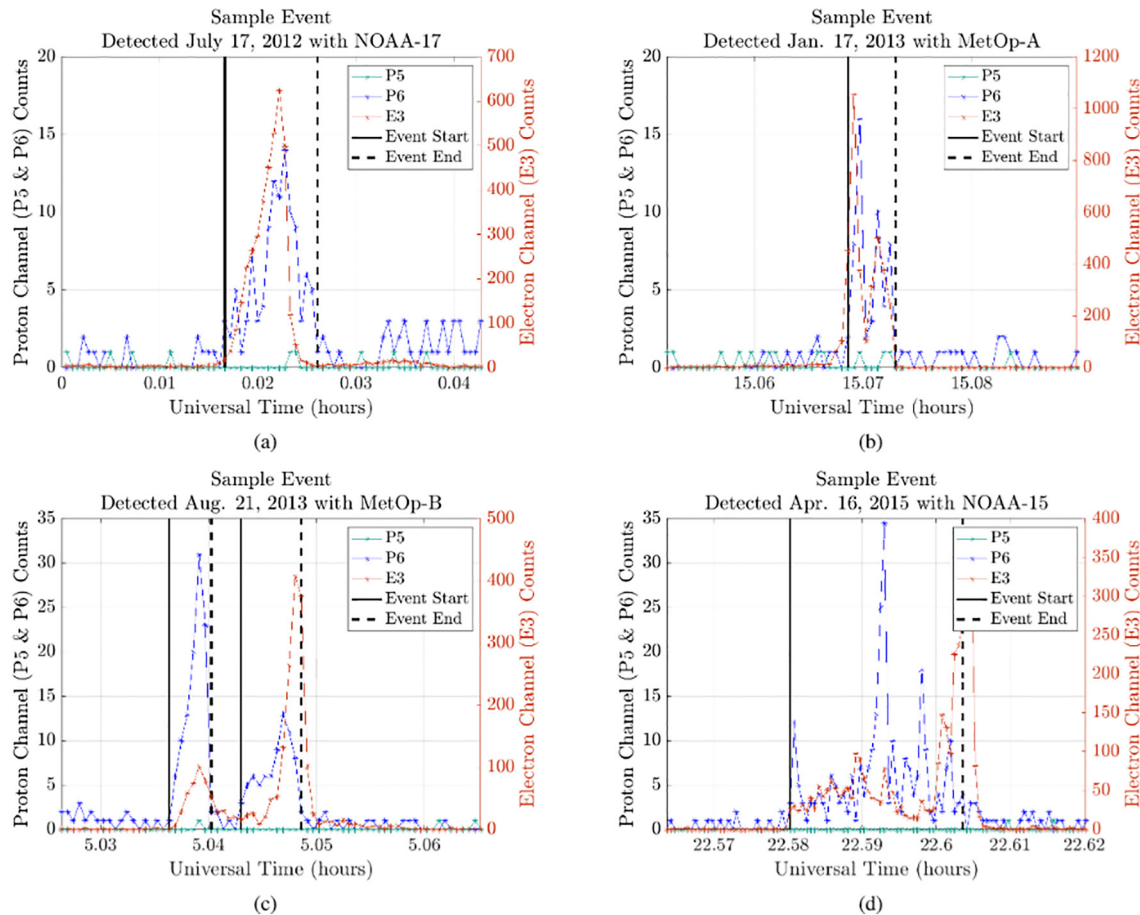 Sample Event
Detected July 17, 2012 with NOAA-17
Proton Channel (P5 & P6) Counts
20
15
10
5
0
P5
P6
E3
Event Start
Event End
700
600
500
400
300
200
100
0
Electron Channel (E3) Counts
0
0.01
0.02
0.03
0.04
Universal Time (hours)
(a)
Sample Event
Detected Jan. 17, 2013 with MetOp-A
Proton Channel (P5 & P6) Counts
20
15
10
5
0
P5
P6
E3
Event Start
Event End
1200
1000
800
600
400
200
0
Electron Channel (E3) Counts
15.06
15.07
15.08
Universal Time (hours)
(b)
Sample Event
Detected Aug. 21, 2013 with MetOp-B
Proton Channel (P5 & P6) Counts
35
30
25
20
15
10
5
0
P5
P6
E3
Event Start
Event End
500
400
300
200
100
0
Electron Channel (E3) Counts
5.03
5.04
5.05
5.06
Universal Time (hours)
(c)
Sample Event
Detected Apr. 16, 2015 with NOAA-15
Proton Channel (P5 & P6) Counts
35
30
25
20
15
10
5
0
P5
P6
E3
Event Start
Event End
400
350
300
250
200
150
100
50
0
Electron Channel (E3) Counts
22.57
22.58
22.59
22.6
22.61
22.62
Universal Time (hours)
(d)